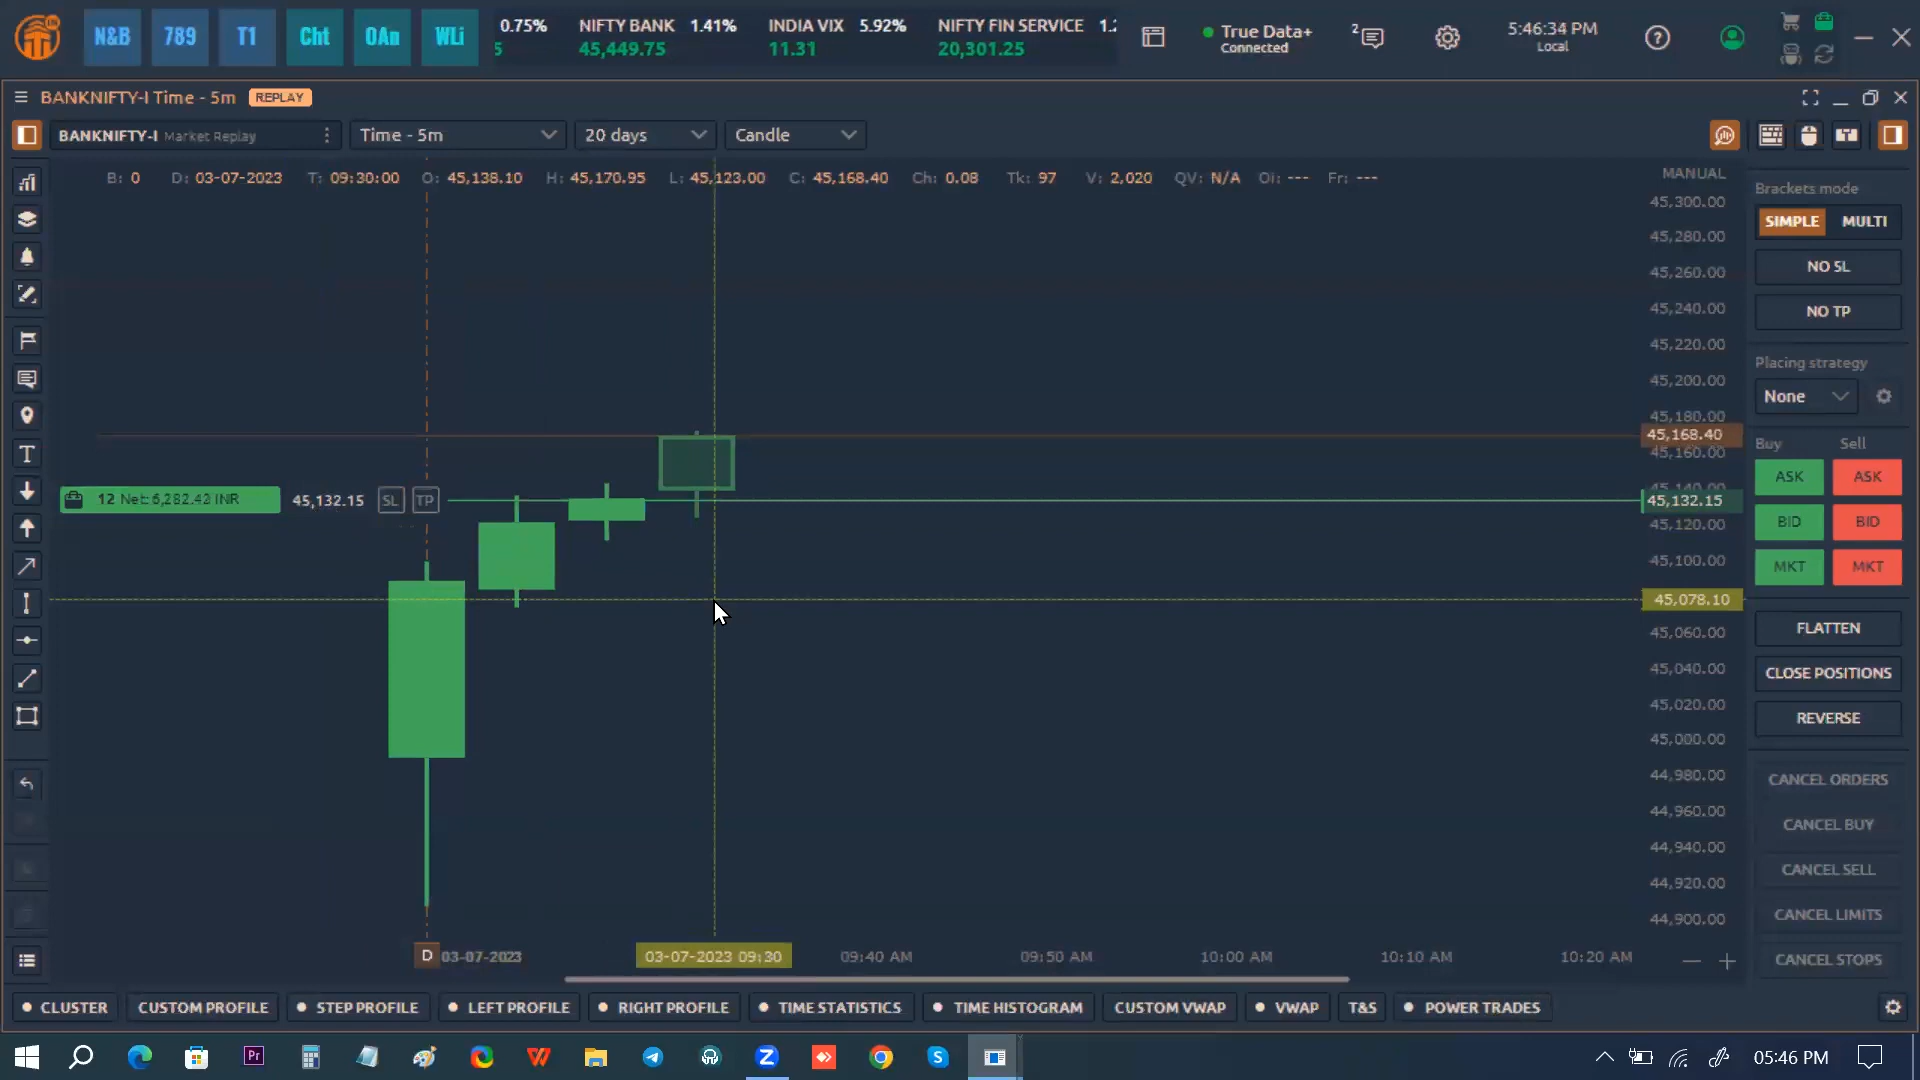 N&B
789
T1
Cht
OAn
WLi
0.75%
5
NIFTY BANK 1.41%
45,449.75
INDIA VIX 5.92%
11.31
NIFTY FIN SERVICE 1.2
20,301.25
True Data+
Connected
2
5:46:34 PM
Local
BANKNIFTY-I Time - 5m REPLAY
BANKNIFTY-I Market Replay
Time - 5m
20 days
Candle
B: 0 D: 03-07-2023 T: 09:30:00 O: 45,138.10 H: 45,170.95 L: 45,123.00 C: 45,168.40 Ch: 0.08 Tk: 97 V: 2,020 QV: N/A OI: --- Fr: ---
MANUAL
45,300.00
45,280.00
45,260.00
45,240.00
45,220.00
45,200.00
45,180.00
45,168.40
45,160.00
45,132.15
45,120.00
45,100.00
45,078.10
45,060.00
45,040.00
45,020.00
45,000.00
44,980.00
44,960.00
44,940.00
44,920.00
44,900.00
12 Net: 6,282.42 INR 45,132.15 SL TP
Brackets mode
SIMPLE MULTI
NO SL
NO TP
Placing strategy
None
Buy Sell
ASK ASK
BID BID
MKT MKT
FLATTEN
CLOSE POSITIONS
REVERSE
CANCEL ORDERS
CANCEL BUY
CANCEL SELL
CANCEL LIMITS
CANCEL STOPS
T
D 03-07-2023 03-07-2023 09:30 09:40 AM 09:50 AM 10:00 AM 10:10 AM 10:20 AM
CLUSTER
CUSTOM PROFILE
STEP PROFILE
LEFT PROFILE
RIGHT PROFILE
TIME STATISTICS
TIME HISTOGRAM
CUSTOM VWAP
VWAP
T&S
POWER TRADES
Pr
05:46 PM